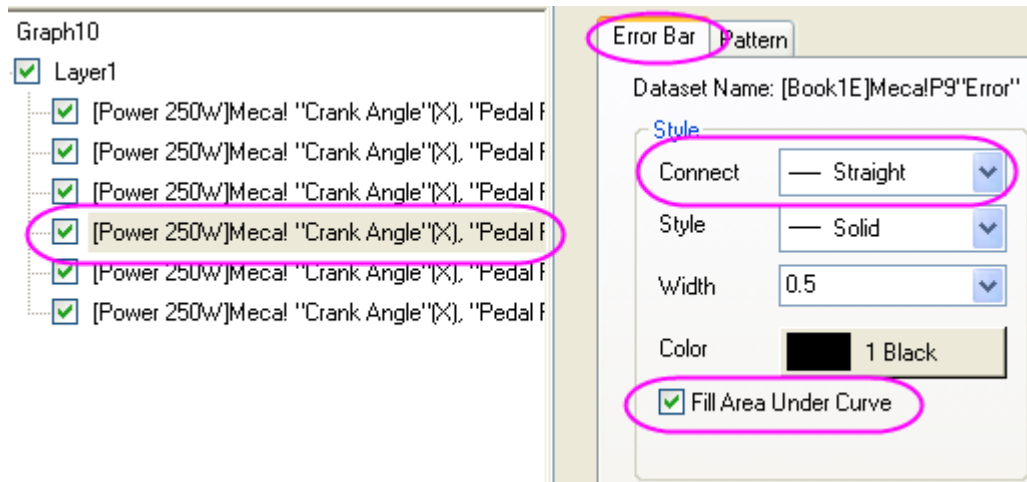 Graph10
Layer1
[Power 250W]Meca! "Crank Angle"(X), "Pedal F
[Power 250W]Meca! "Crank Angle"(X), "Pedal F
[Power 250W]Meca! "Crank Angle"(X), "Pedal F
[Power 250W]Meca! "Crank Angle"(X), "Pedal F
[Power 250W]Meca! "Crank Angle"(X), "Pedal F
[Power 250W]Meca! "Crank Angle"(X), "Pedal F
Error Bar Pattern
Dataset Name: [Book1E]Meca!P9"Error"
Style
Connect Straight
Style Solid
Width 0.5
Color 1 Black
Fill Area Under Curve